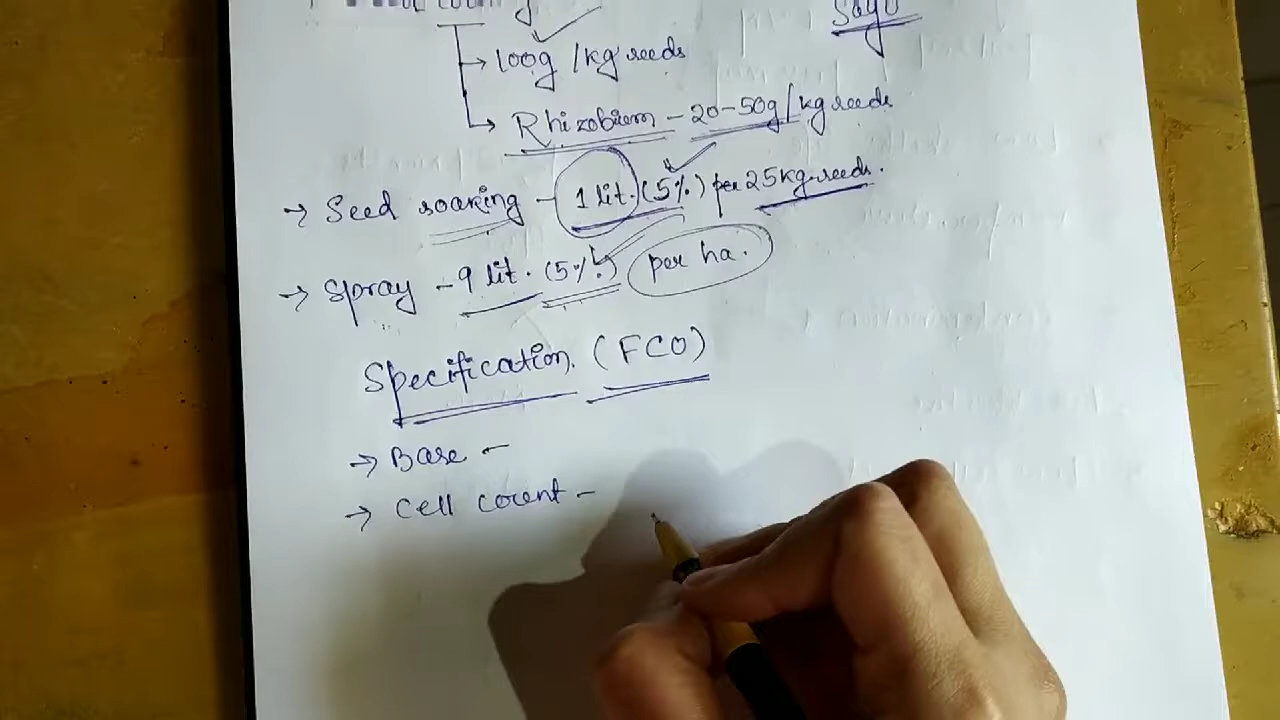 Sago
→ 100g /kg seeds
→ Rhizobium - 20-50g/kg seeds
→ Seed soaking - 1 lit. (5%) per 25kg seeds.
→ Spray - 9 lit. (5%) per ha.
Specification (FCO)
→ Base -
→ Cell count -